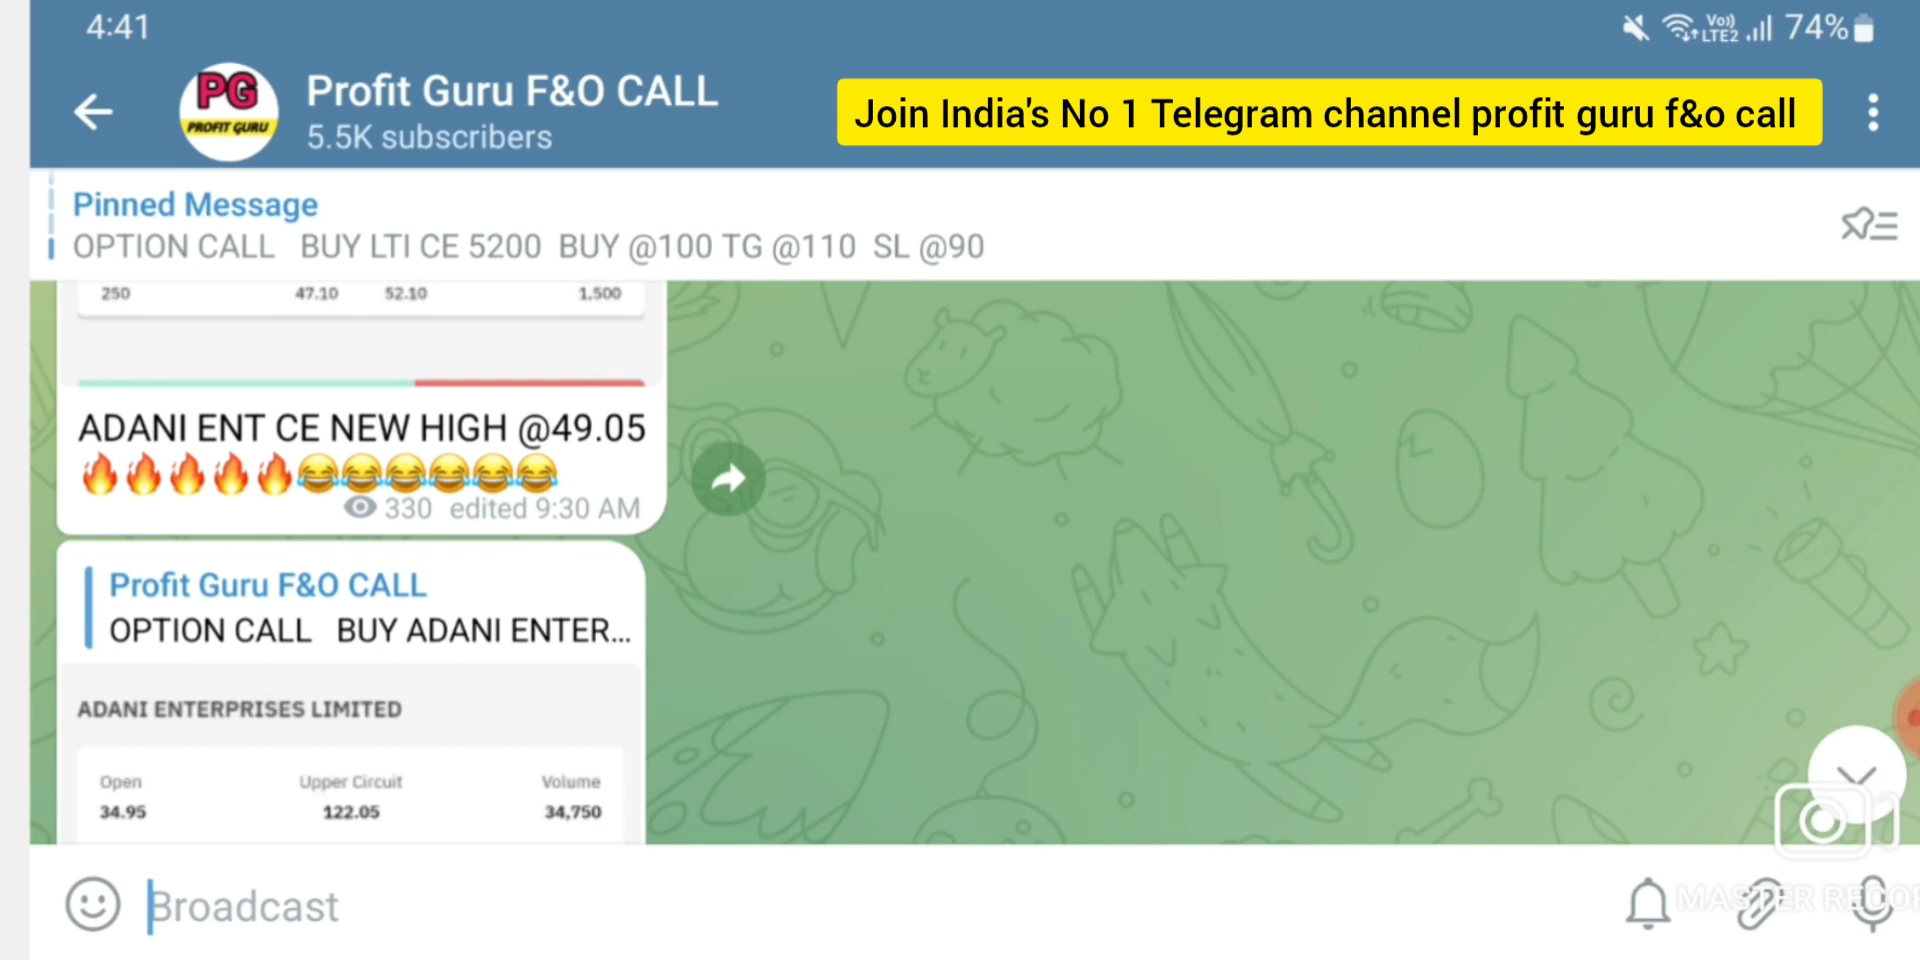 4:41
Vo))
LTE2
74%
PG
PROFIT GURU
Profit Guru F&O CALL
5.5K subscribers
Join India's No 1 Telegram channel profit guru f&o call
Pinned Message
OPTION CALL BUY LTI CE 5200 BUY @100 TG @110 SL @90
250 47.10 52.10 1,500
ADANI ENT CE NEW HIGH @49.05
🔥🔥🔥🔥🔥😂😂😂😂😂😂
330 edited 9:30 AM
Profit Guru F&O CALL
OPTION CALL BUY ADANI ENTER...
ADANI ENTERPRISES LIMITED
Open Upper Circuit Volume
34.95 122.05 34,750
Broadcast
MASTER RECOR